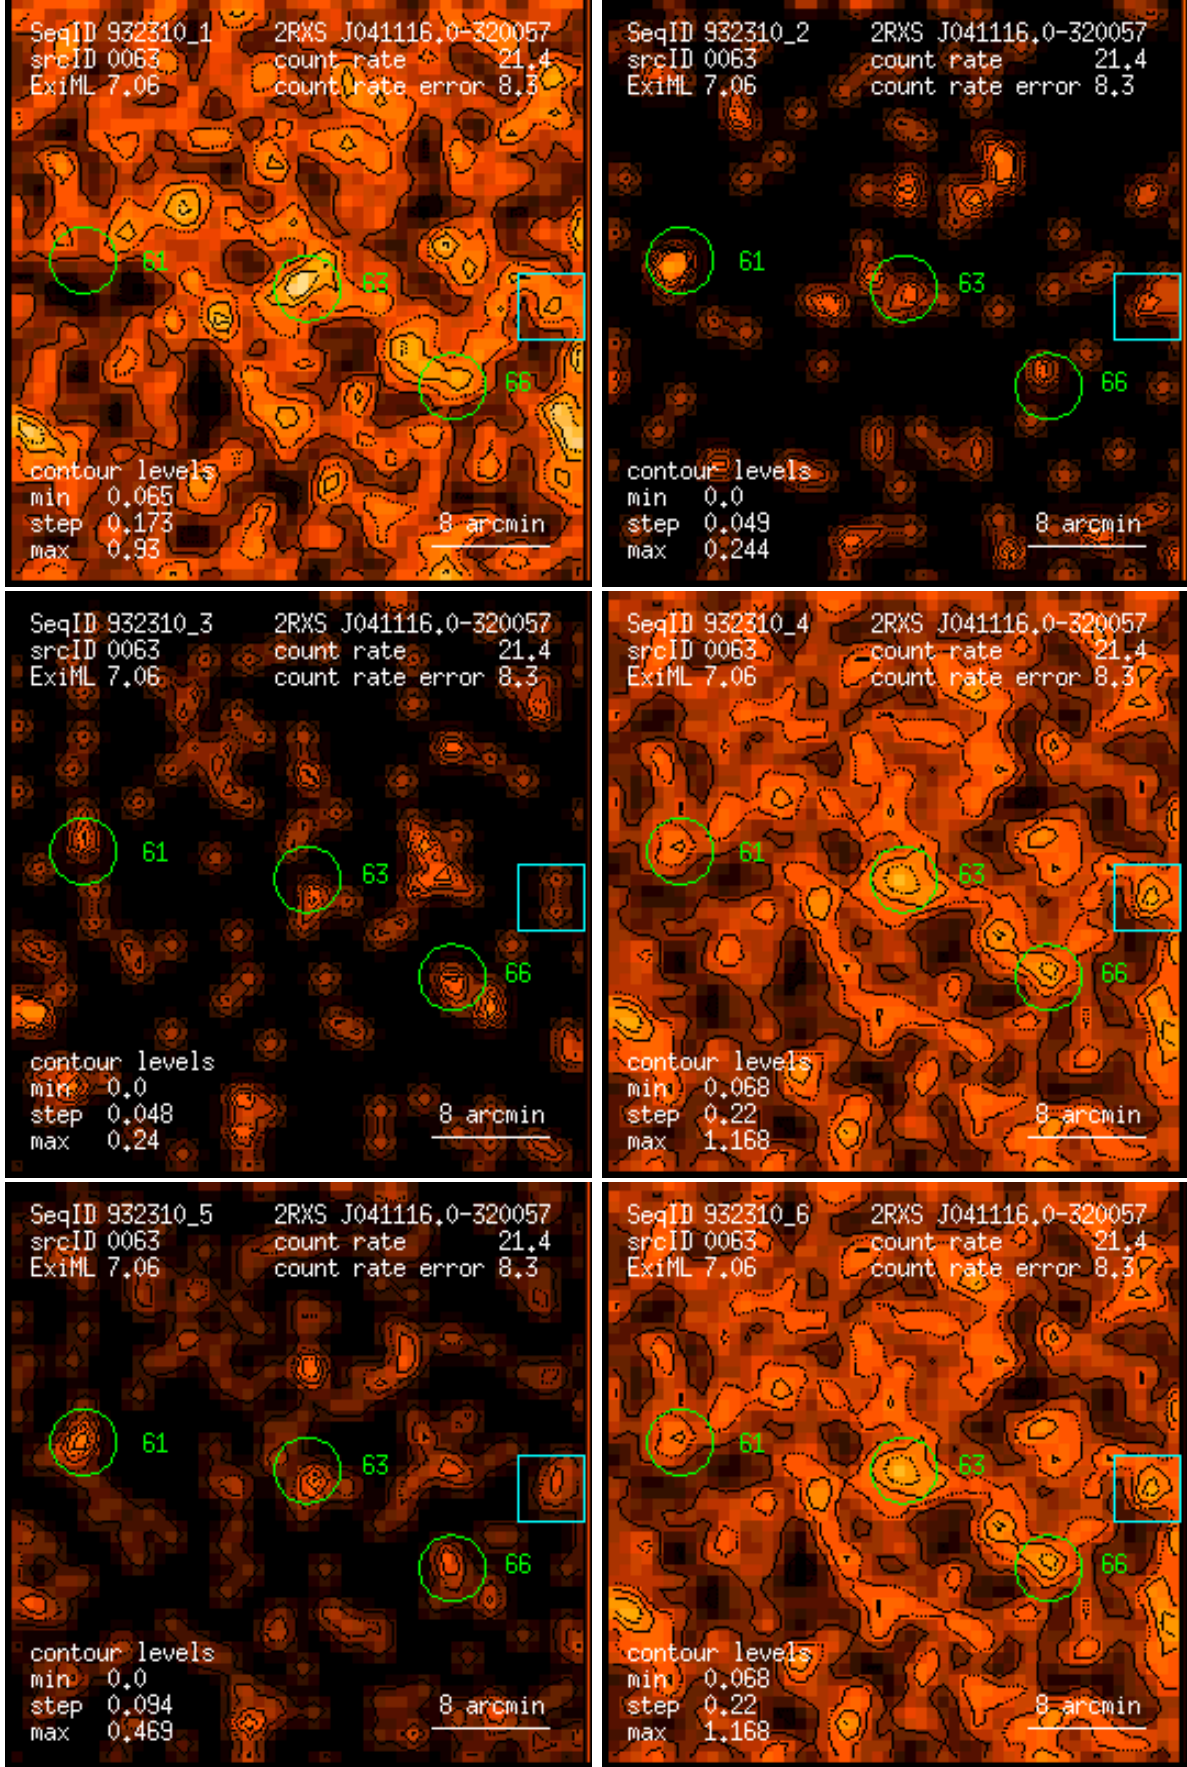 SeqID 932310_1 2RXS J041116.0-320057
srcID 0063 count rate 21.4
ExiML 7.06 count rate error 8.3
61
63
66
contour levels
min 0.065
step 0.173 8 arcmin
max 0.93
SeqID 932310_2 2RXS J041116.0-320057
srcID 0063 count rate 21.4
ExiML 7.06 count rate error 8.3
61
63
66
contour levels
min 0.0
step 0.049 8 arcmin
max 0.244
SeqID 932310_3 2RXS J041116.0-320057
srcID 0063 count rate 21.4
ExiML 7.06 count rate error 8.3
61
63
66
contour levels
min 0.0
step 0.048 8 arcmin
max 0.24
SeqID 932310_4 2RXS J041116.0-320057
srcID 0063 count rate 21.4
ExiML 7.06 count rate error 8.3
61
63
66
contour levels
min 0.068
step 0.22 8 arcmin
max 1.168
SeqID 932310_5 2RXS J041116.0-320057
srcID 0063 count rate 21.4
ExiML 7.06 count rate error 8.3
61
63
66
contour levels
min 0.0
step 0.094 8 arcmin
max 0.469
SeqID 932310_6 2RXS J041116.0-320057
srcID 0063 count rate 21.4
ExiML 7.06 count rate error 8.3
61
63
66
contour levels
min 0.068
step 0.22 8 arcmin
max 1.168